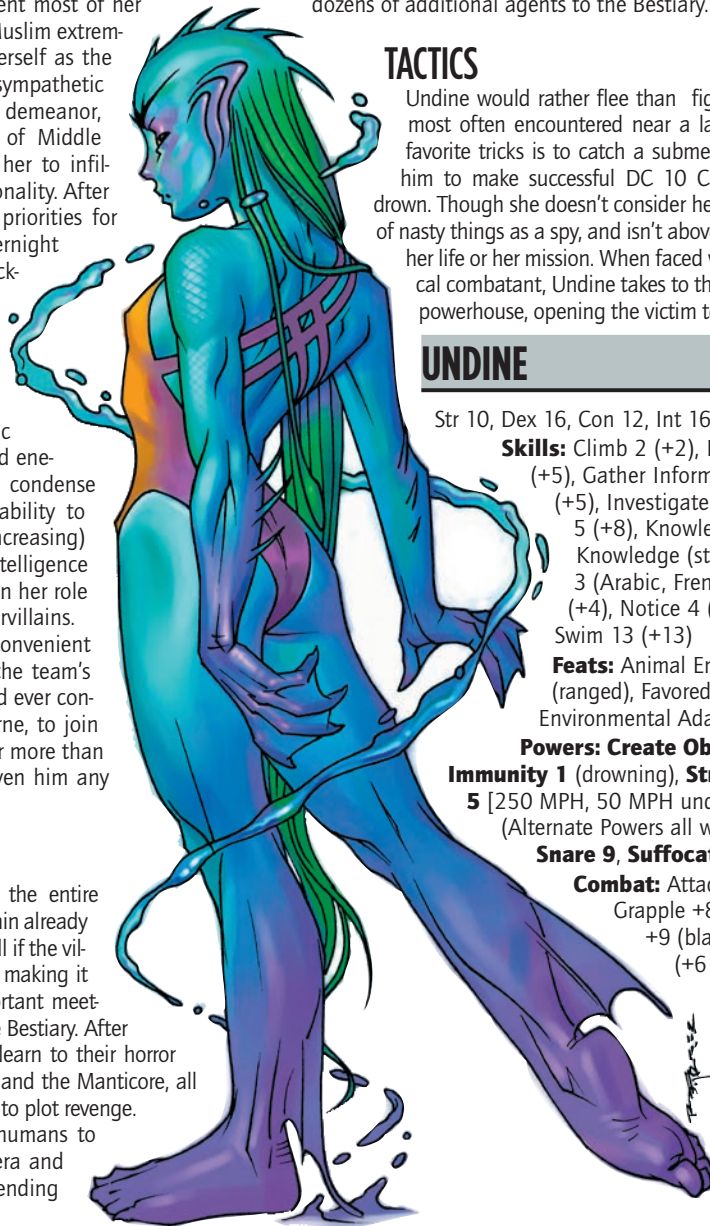 ent most of her
Muslim extrem-
erself as the
sympathetic
demeanor,
of Middle
her to infil-
onality. After
priorities for
ernight
ck-
c
d ene-
condense
ability to
creasing)
telligence
n her role
rvillains.
onvenient
the team's
d ever con-
rne, to join
r more than
ven him any
the entire
in already
ll if the vil-
making it
ortant meet-
e Bestiary. After
learn to their horror
and the Manticore, all
to plot revenge.
humans to
era and
ending
dozens of additional agents to the Bestiary.
TACTICS
Undine would rather flee than fig
most often encountered near a la
favorite tricks is to catch a subme
him to make successful DC 10 C
drown. Though she doesn't consider he
of nasty things as a spy, and isn't above
her life or her mission. When faced
cal combatant, Undine takes to th
powerhouse, opening the victim t
UNDINE
Str 10, Dex 16, Con 12, Int 16
Skills: Climb 2 (+2),
(+5), Gather Inform
(+5), Investigate
5 (+8), Knowle
Knowledge (st
3 (Arabic, Fren
(+4), Notice 4 (
Swim 13 (+13)
Feats: Animal Em
(ranged), Favored
Environmental Ada
Powers: Create Ob
Immunity 1 (drowning), Str
5 [250 MPH, 50 MPH und
(Alternate Powers all w
Snare 9, Suffocat
Combat: Attac
Grapple +8
+9 (bla
(+6